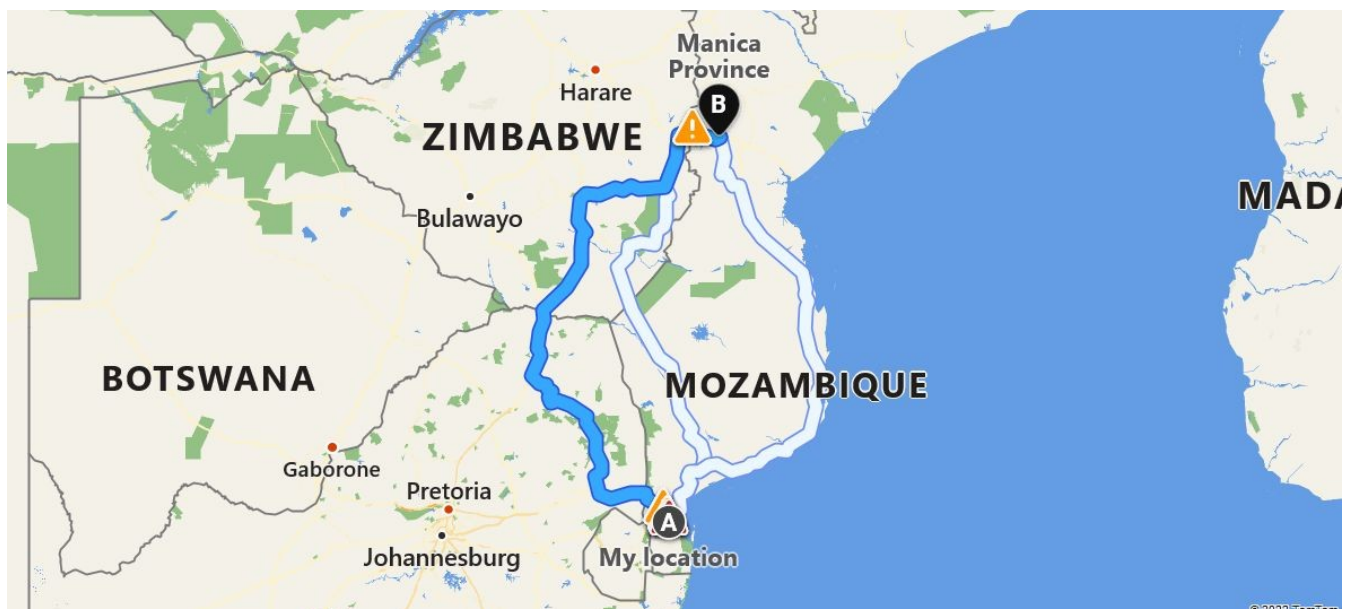 Manica
Province
B
Harare
ZIMBABWE
MADA
Bulawayo
BOTSWANA
MOZAMBIQUE
Gaborone
Pretoria
A
Johannesburg
My location